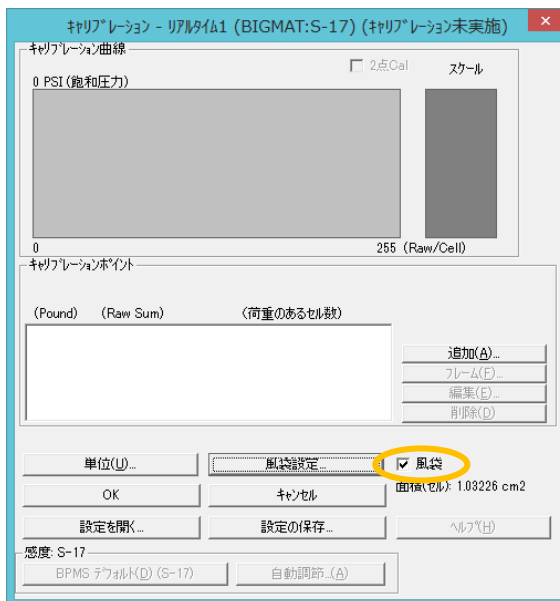 ｷｬﾘﾌﾞﾚｰｼｮﾝ - ﾘｱﾙﾀｲﾑ1 (BIGMAT:S-17) (ｷｬﾘﾌﾞﾚｰｼｮﾝ未実施)
ｷｬﾘﾌﾞﾚｰｼｮﾝ曲線
2点Cal
ｽｹｰﾙ
0 PSI(飽和圧力)
0
255 (Raw/Cell)
ｷｬﾘﾌﾞﾚｰｼｮﾝﾎﾟｲﾝﾄ
(Pound) (Raw Sum) (荷重のあるｾﾙ数)
追加(A)...
ﾌﾚｰﾑ(F)...
編集(E)...
削除(D)
単位(U)... 風袋設定... 風袋
OK ｷｬﾝｾﾙ 面積(ｾﾙ): 1.03226 cm2
設定を開く... 設定の保存... ﾍﾙﾌﾟ(H)
感度: S-17
BPMS ﾃﾞﾌｫﾙﾄ(D) (S-17) 自動調節...(A)